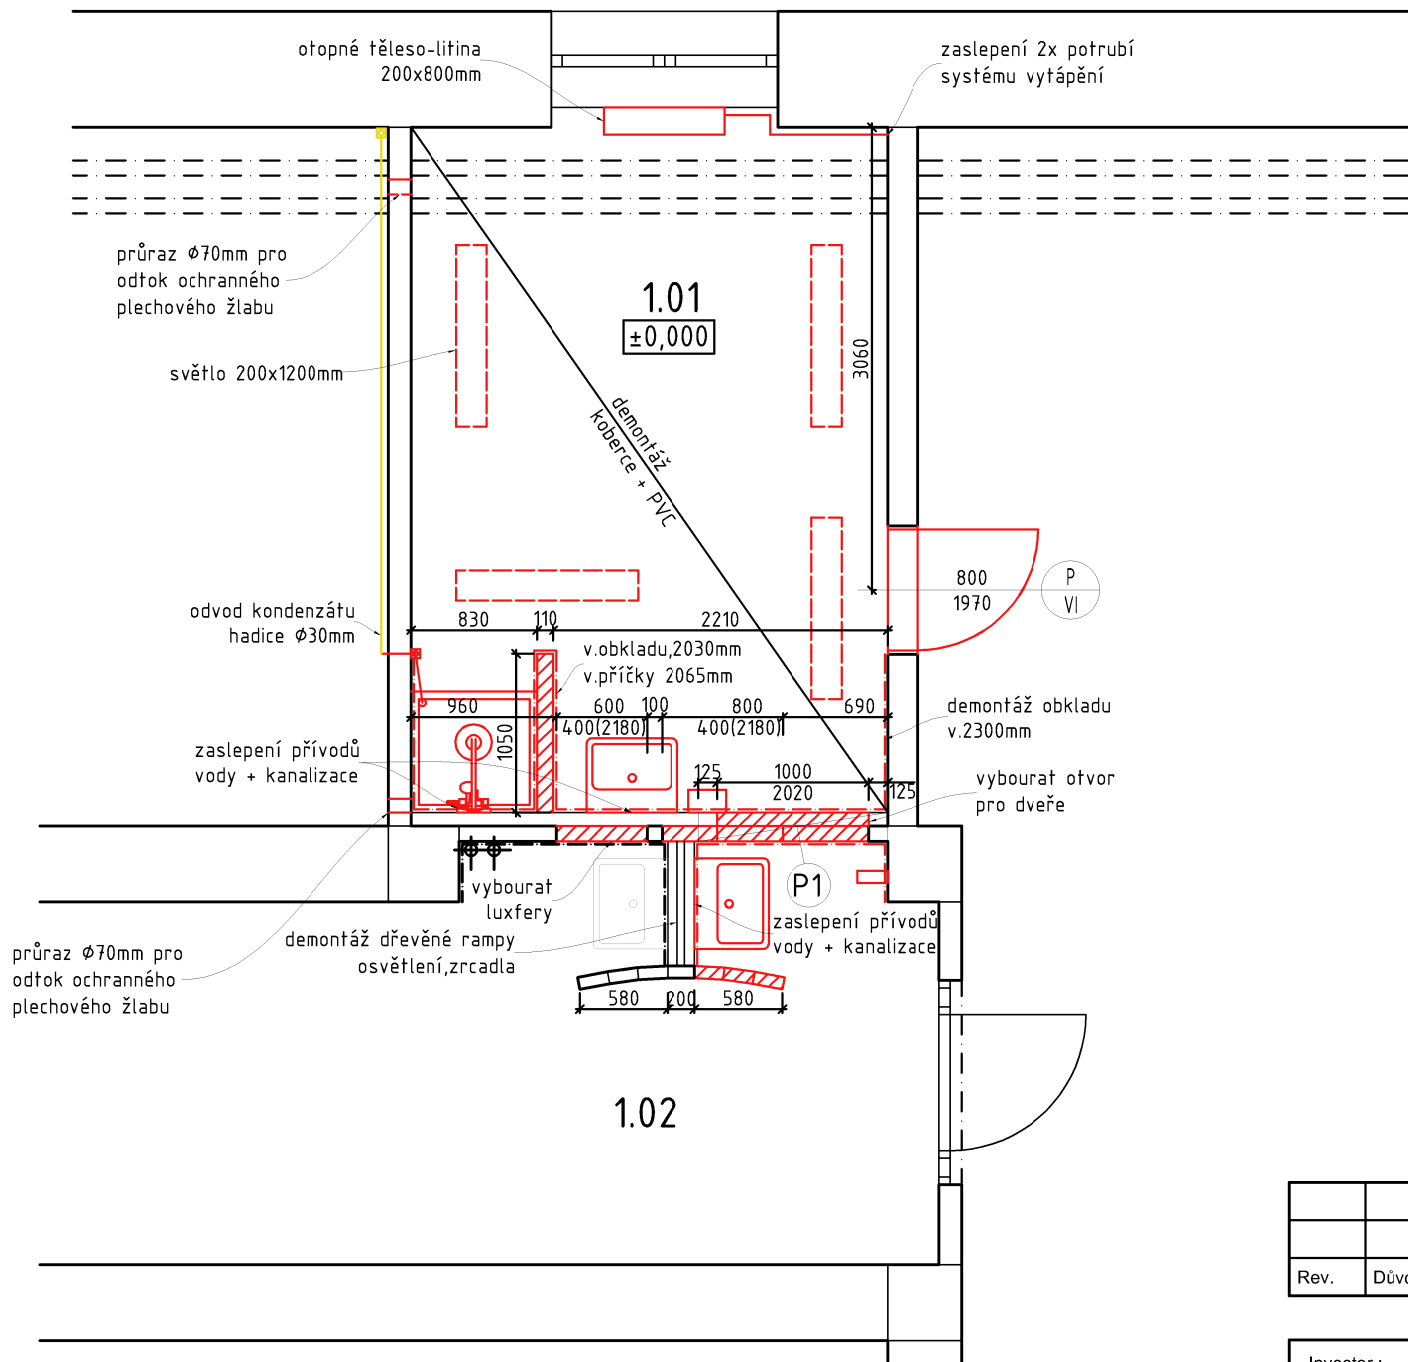 otopné těleso-litina
200x800mm
zaslepení 2x potrubí
systému vytápění
průraz Φ70mm pro
odtok ochranného
plechového žlabu
1.01
±0,000
3060
světlo 200x1200mm
demontáž
koberce + PVC
800
1970
P
VI
odvod kondenzátu
hadice Φ30mm
830
110
2210
v.obkladu,2030mm
v.příčky 2065mm
960
600
100
800
690
400(2180)
400(2180)
1050
demontáž obkladu
v.2300mm
zaslepení přívodů
vody + kanalizace
125
1000
2020
125
vybourat otvor
pro dveře
vybourat
luxfery
P1
zaslepení přívodů
vody + kanalizace
demontáž dřevěné rampy
osvětlení,zrcadla
průraz Φ70mm pro
odtok ochranného
plechového žlabu
580
200
580
1.02
Rev.